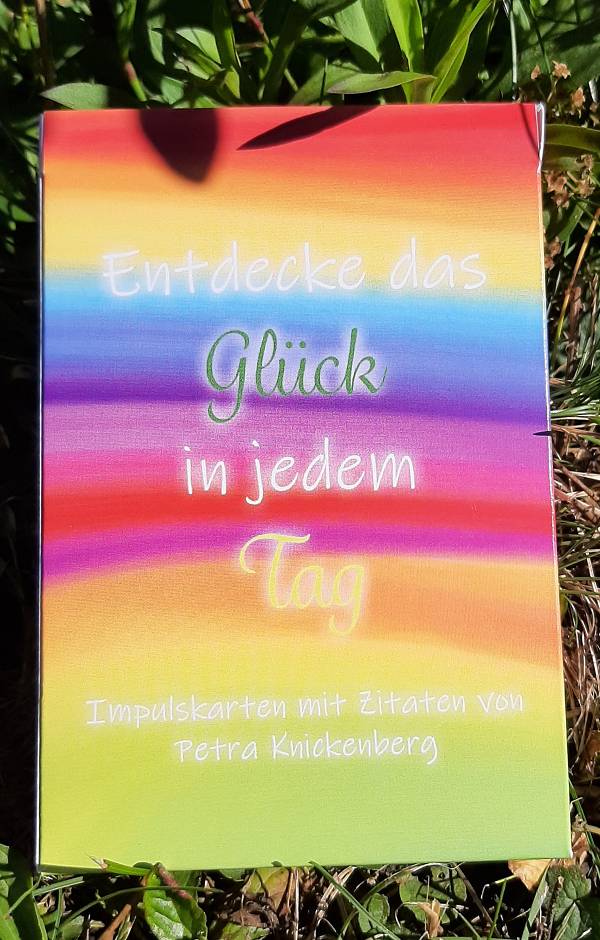 Entdecke das
Glück
in jedem
Tag
Impulskarten mit Zitaten von
Petra Knickenberg